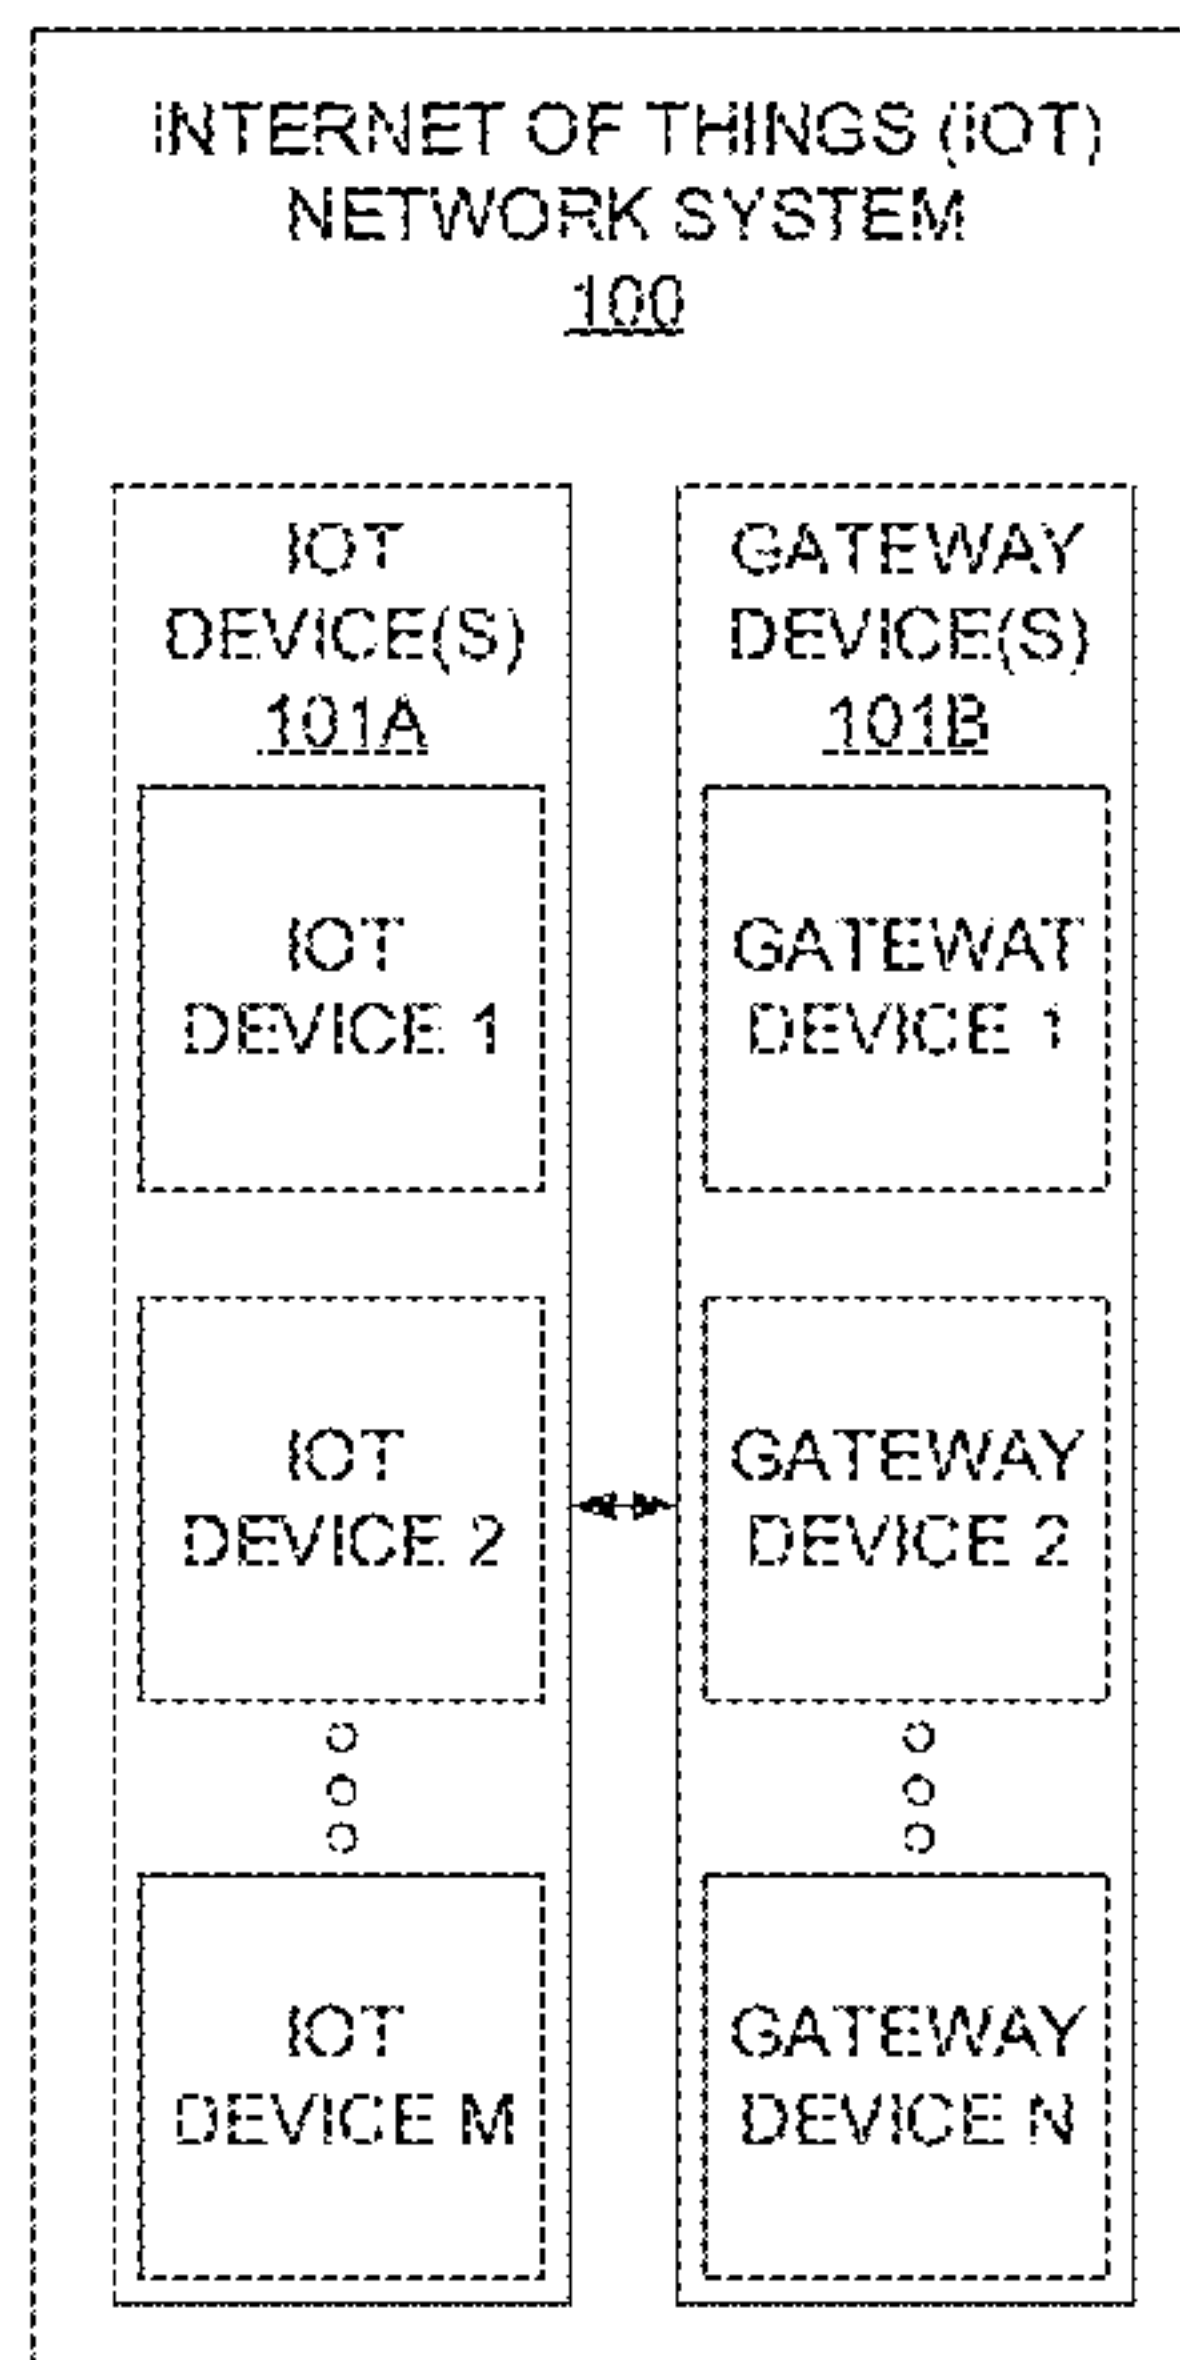 INTERNET OF THINGS (IOT)
NETWORK SYSTEM
100
IOT
DEVICE(S)
101A
IOT
DEVICE 1
IOT
DEVICE 2
IOT
DEVICE M
GATEWAY
DEVICE(S)
101B
GATEWAT
DEVICE 1
GATEWAY
DEVICE 2
GATEWAY
DEVICE N